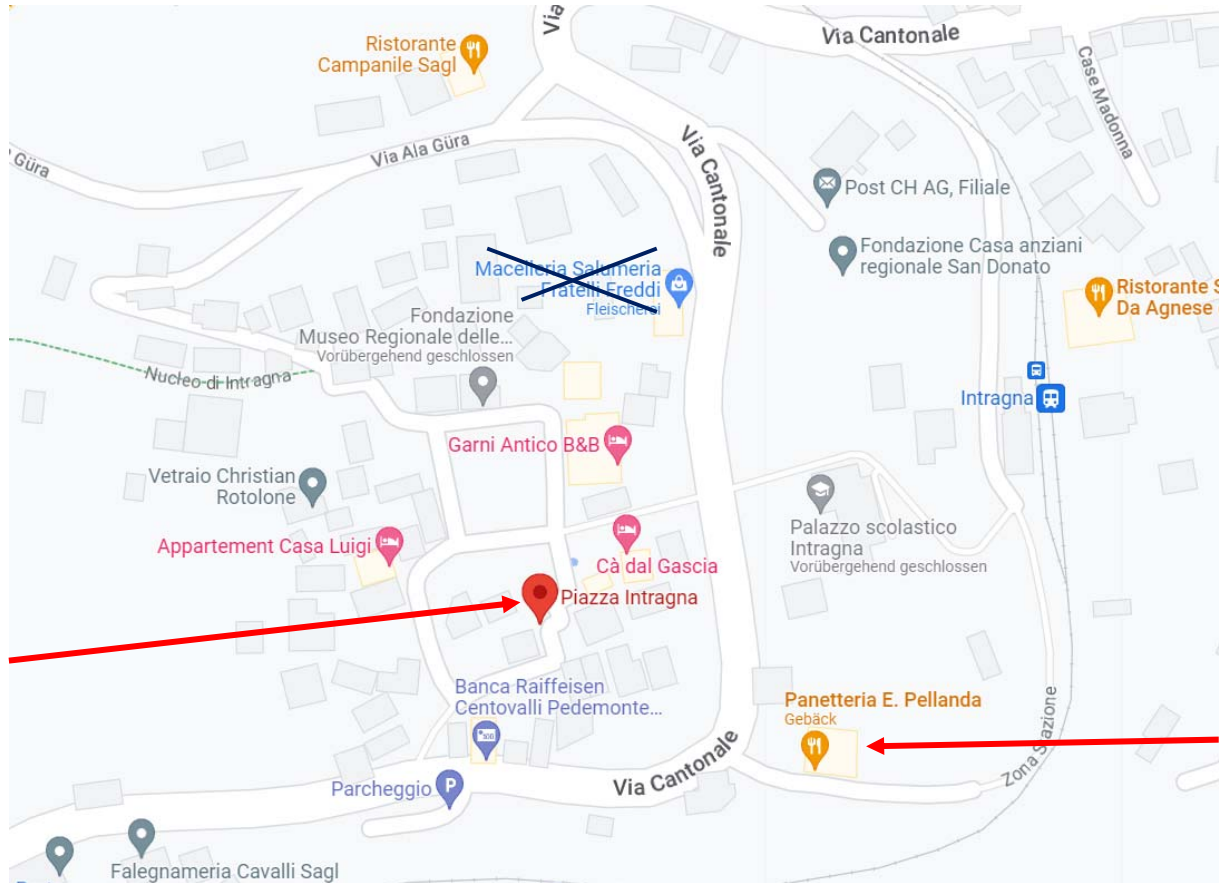 Via
Via Cantonale
Ristorante
Campanile Sagl
Case Madonna
Via Ala Güra
Güra
Via Cantonale
Post CH AG, Filiale
Fondazione Casa anziani
regionale San Donato
Macelleria Salumeria
Fratelli Freddi
Fleischerei
Ristorante S
Da Agnese
Fondazione
Museo Regionale delle...
Vorübergehend geschlossen
Nucleo di Intragna
Intragna
Garni Antico B&B
Vetraio Christian
Rotolone
Palazzo scolastico
Intragna
Vorübergehend geschlossen
Appartement Casa Luigi
Cà dal Gascia
Piazza Intragna
Banca Raiffeisen
Centovalli Pedemonte...
Panetteria E. Pellanda
Gebäck
Zona Stazione
Via Cantonale
Parcheggio
P
Falegnameria Cavalli Sagl